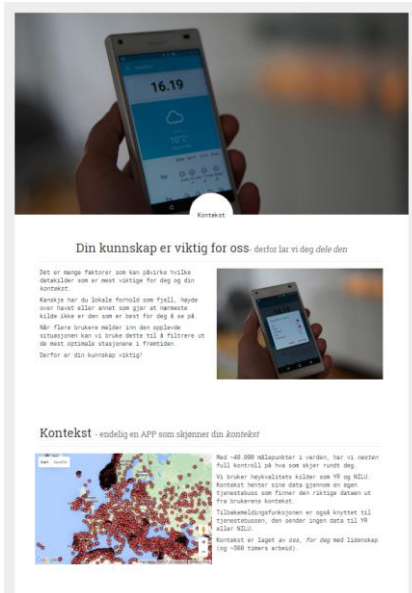 16.19
Kontekst
Din kunnskap er viktig for oss- derfor lar vi deg dele den
Det er mange faktorer som kan påvirke hvilke
datakilder som er mest viktige for deg og din
kontekst.
Kanskje har du lokale forhold som fjell, høyde
over havet eller annet som gjør at nærmeste
kilde ikke er den som er best for deg å se på.
Når flere brukere melder inn den opplevde
situasjonen kan vi bruke dette til å filtrere ut
de mest optimale stasjonene i fremtiden.
Derfor er din kunnskap viktig!
Kontekst - endelig en APP som skjønner din kontekst
Med ~40.000 målepunkter i verden, har vi nesten
full kontroll på hva som skjer rundt deg.
Vi bruker høykvalitets kilder som YR og NILU.
Kontekst henter sine data gjennom en egen
tjenestebuss som finner den riktige dataen ut
fra brukerens kontekst.
Tilbakemeldingsfunksjonen er også knyttet til
tjenestebussen, den sender ingen data til YR
eller NILU.
Kontekst er laget av oss, for deg med lidenskap
(og ~500 timers arbeid).